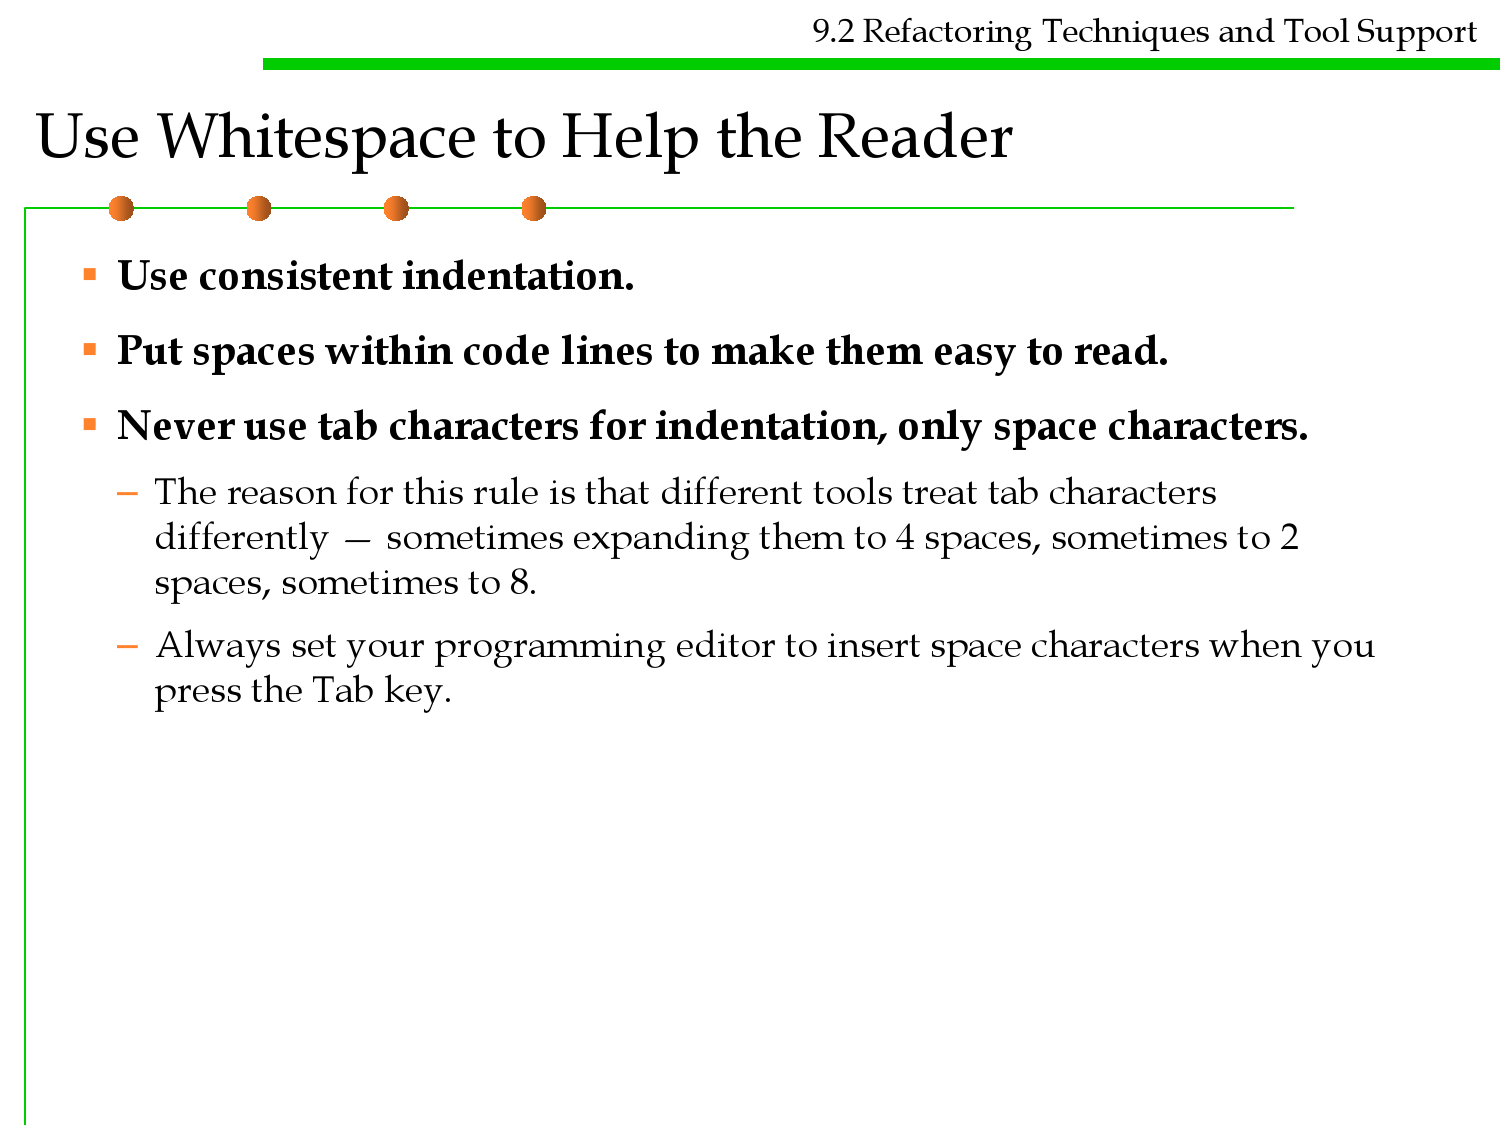 9.2 Refactoring Techniques and Tool Support
Use Whitespace to Help the Reader
▪ Use consistent indentation.
▪ Put spaces within code lines to make them easy to read.
▪ Never use tab characters for indentation, only space characters.
– The reason for this rule is that different tools treat tab characters
differently — sometimes expanding them to 4 spaces, sometimes to 2
spaces, sometimes to 8.
– Always set your programming editor to insert space characters when you
press the Tab key.